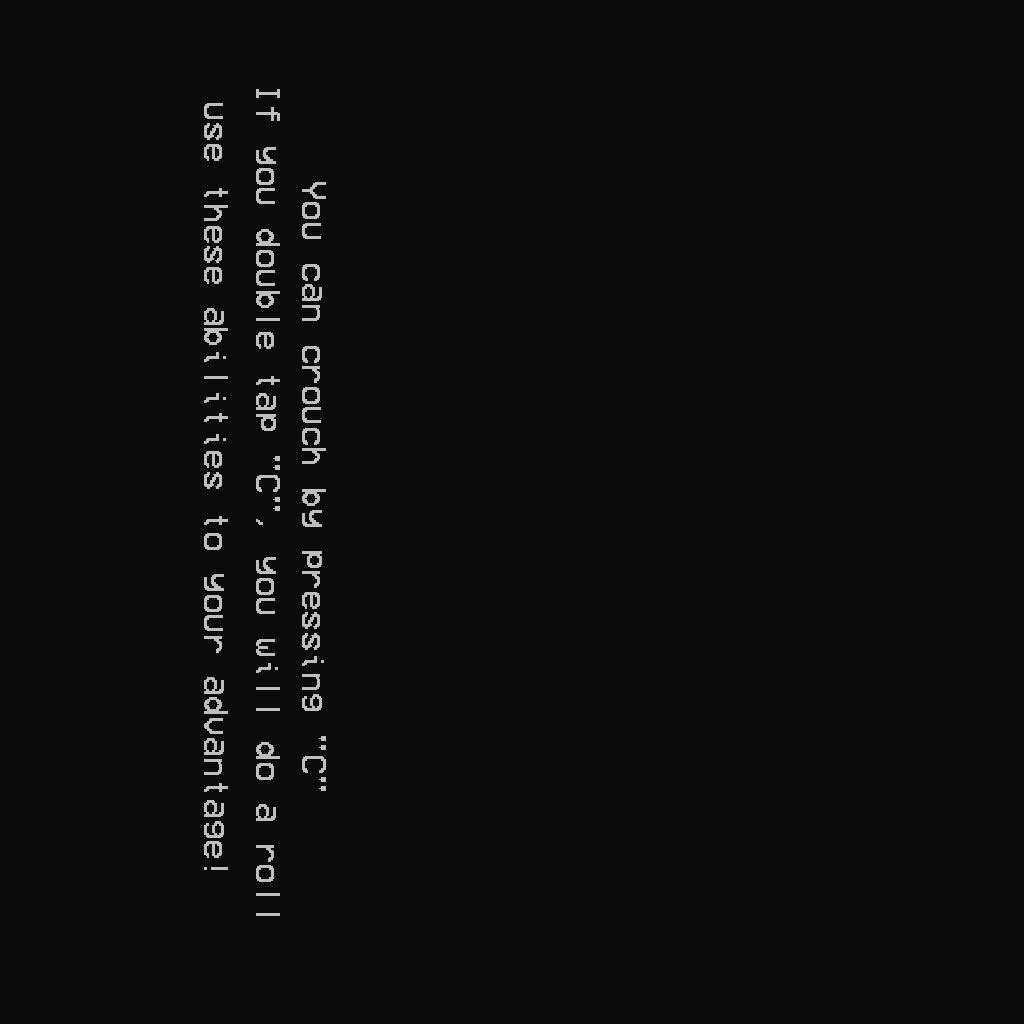 You can crouch by pressing "C"
If you double tap "C", you will do a roll
use these abilities to your advantage!